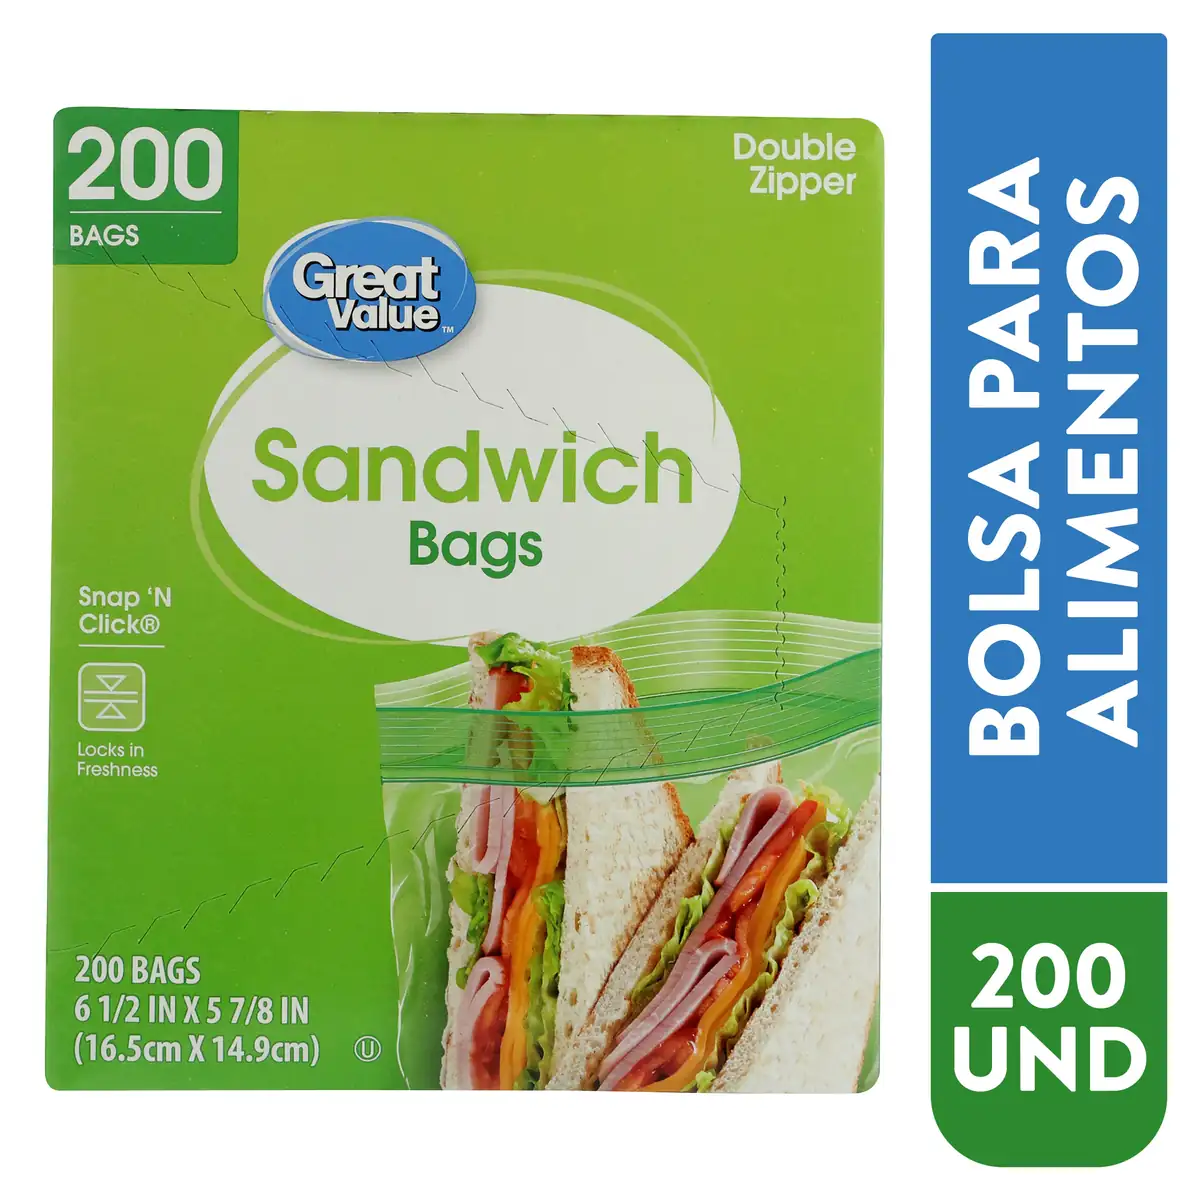 200
BAGS
Double
Zipper
Great
Value™
Sandwich
Bags
Snap ‘N
Click®
Locks in
Freshness
200 BAGS
6 1/2 IN X 5 7/8 IN
(16.5cm X 14.9cm)
U
BOLSA PARA
ALIMENTOS
200
UND